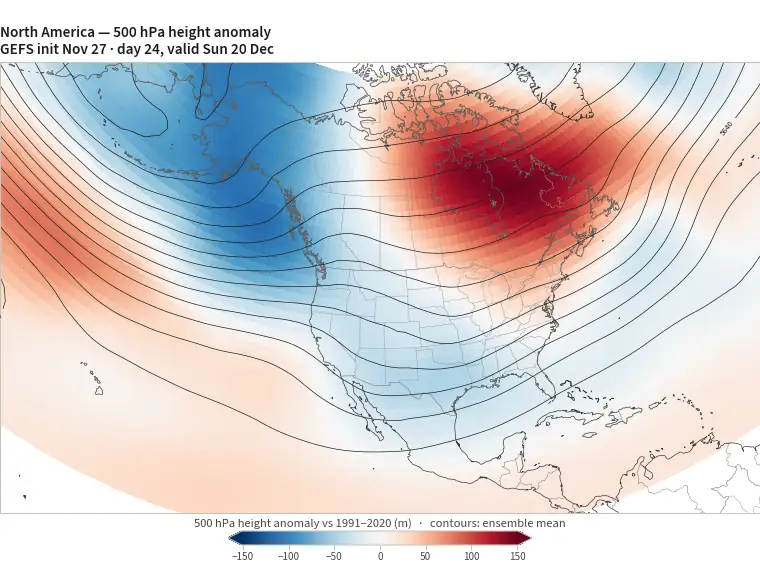 North America — 500 hPa height anomaly
GEFS init Nov 27 · day 24, valid Sun 20 Dec
5640
500 hPa height anomaly vs 1991–2020 (m)  ·  contours: ensemble mean
−150 −100 −50 0 50 100 150